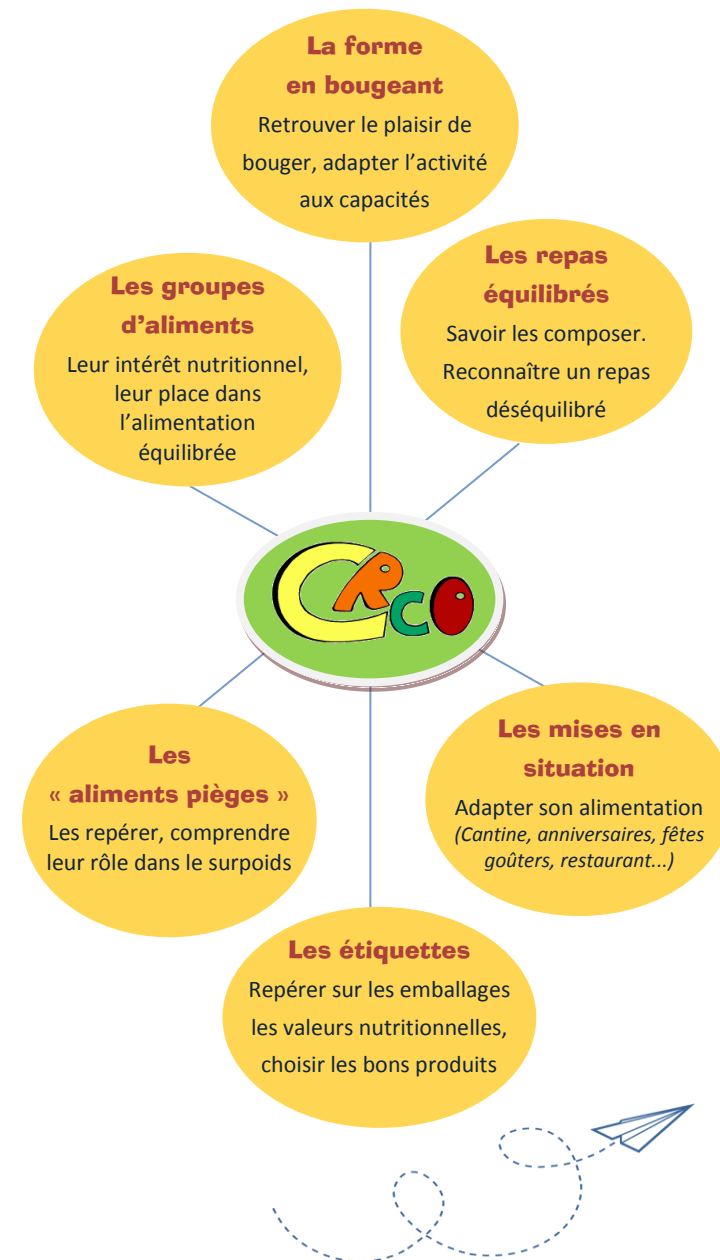 La forme
en bougeant
Retrouver le plaisir de
bouger, adapter l’activité
aux capacités
Les groupes
d’aliments
Leur intérêt nutritionnel,
leur place dans
l’alimentation
équilibrée
Les repas
équilibrés
Savoir les composer.
Reconnaître un repas
déséquilibré
CRCO
Les
« aliments pièges »
Les repérer, comprendre
leur rôle dans le surpoids
Les mises en
situation
Adapter son alimentation
(Cantine, anniversaires, fêtes
goûters, restaurant...)
Les étiquettes
Repérer sur les emballages
les valeurs nutritionnelles,
choisir les bons produits